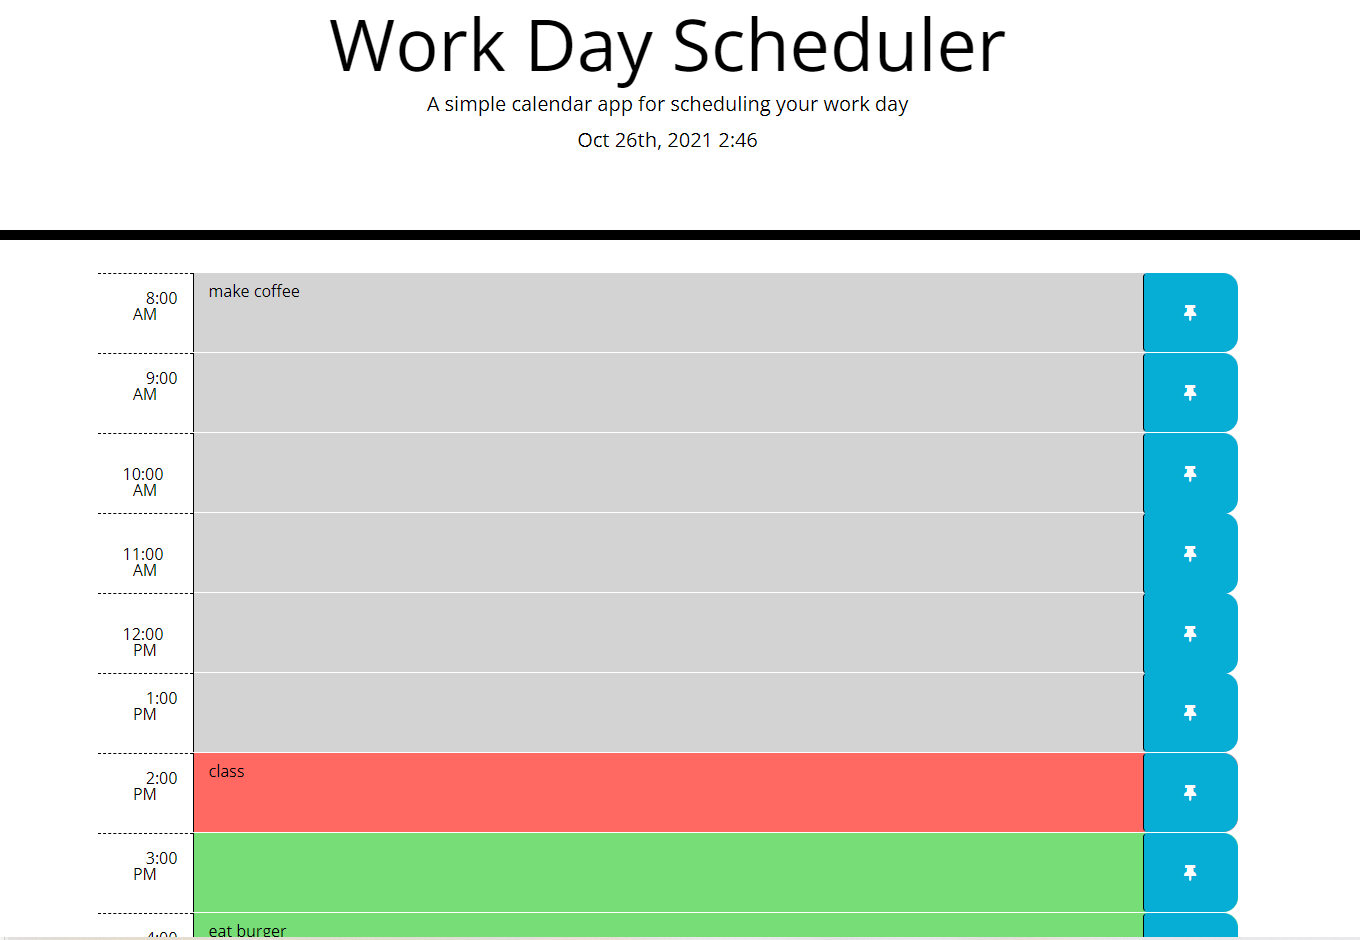 Work Day Scheduler
A simple calendar app for scheduling your work day
Oct 26th, 2021 2:46
8:00
AM
make coffee
9:00
AM
10:00
AM
11:00
AM
12:00
PM
1:00
PM
2:00
PM
class
3:00
PM
4:00
eat burger